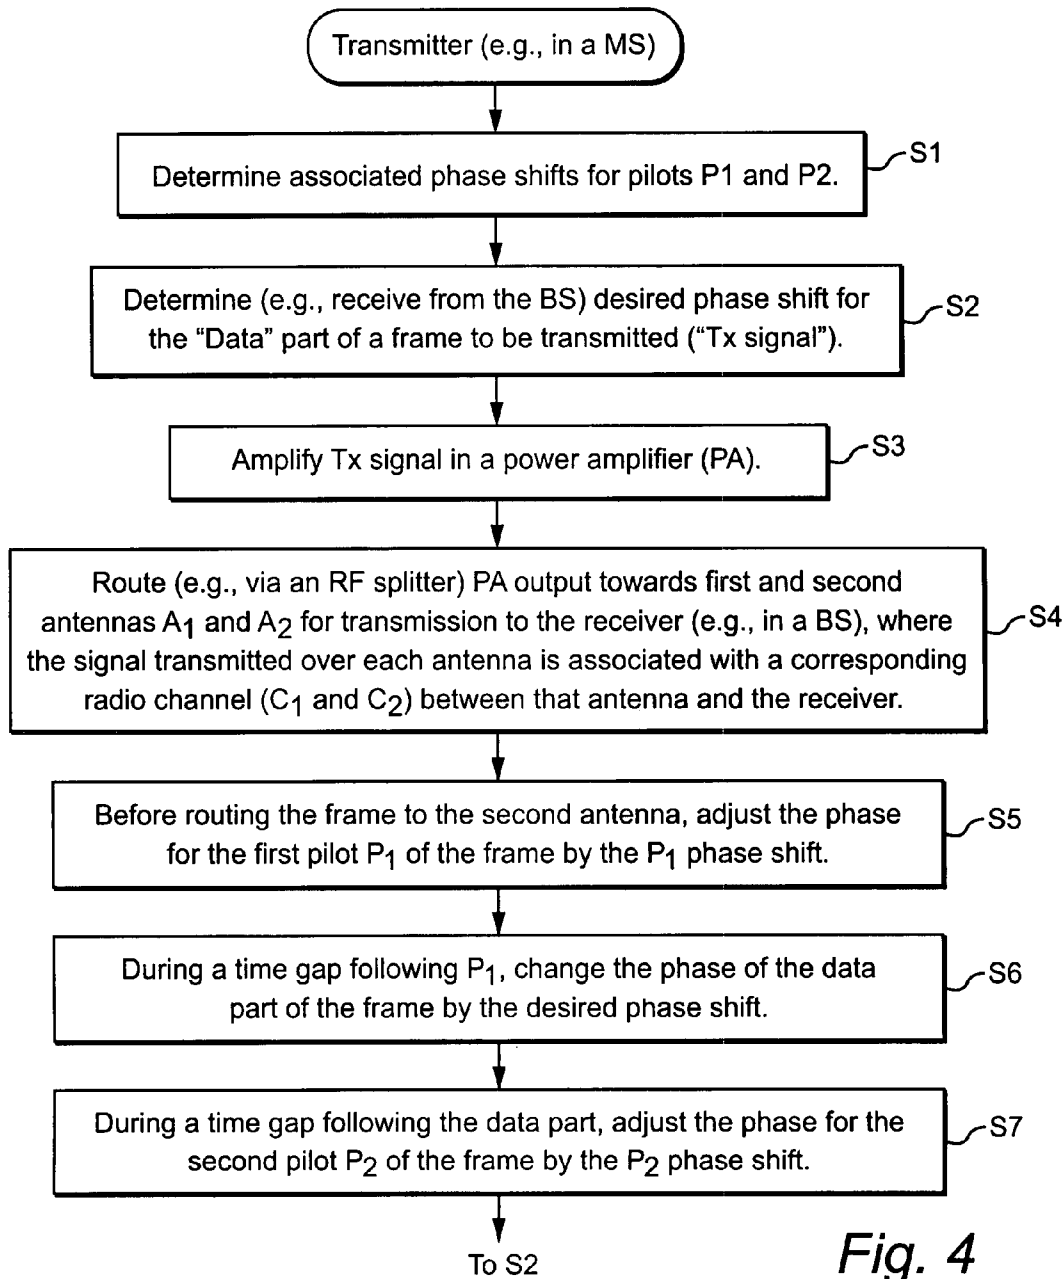 Transmitter (e.g., in a MS)
S1
Determine associated phase shifts for pilots P1 and P2.
S2
Determine (e.g., receive from the BS) desired phase shift for
the “Data” part of a frame to be transmitted (“Tx signal”).
S3
Amplify Tx signal in a power amplifier (PA).
S4
Route (e.g., via an RF splitter) PA output towards first and second
antennas A1 and A2 for transmission to the receiver (e.g., in a BS), where
the signal transmitted over each antenna is associated with a corresponding
radio channel (C1 and C2) between that antenna and the receiver.
S5
Before routing the frame to the second antenna, adjust the phase
for the first pilot P1 of the frame by the P1 phase shift.
S6
During a time gap following P1, change the phase of the data
part of the frame by the desired phase shift.
S7
During a time gap following the data part, adjust the phase for the
second pilot P2 of the frame by the P2 phase shift.
To S2
Fig. 4